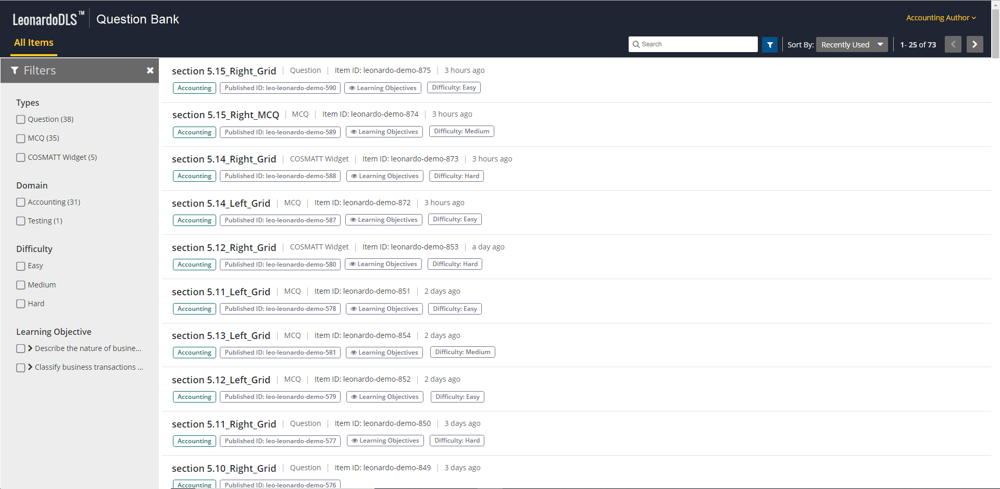 LeonardoDLS™ Question Bank Accounting Author
All Items Search Sort By: Recently Used 1- 25 of 73
Filters
Types
Question (38)
MCQ (35)
COSMATT Widget (5)
Domain
Accounting (31)
Testing (1)
Difficulty
Easy
Medium
Hard
Learning Objective
Describe the nature of busine...
Classify business transactions ...
section 5.15_Right_Grid Question Item ID: leonardo-demo-875 3 hours ago
Accounting Published ID: leo-leonardo-demo-590 Learning Objectives Difficulty: Easy
section 5.15_Right_MCQ MCQ Item ID: leonardo-demo-874 3 hours ago
Accounting Published ID: leo-leonardo-demo-589 Learning Objectives Difficulty: Medium
section 5.14_Right_Grid COSMATT Widget Item ID: leonardo-demo-873 3 hours ago
Accounting Published ID: leo-leonardo-demo-588 Learning Objectives Difficulty: Hard
section 5.14_Left_Grid MCQ Item ID: leonardo-demo-872 3 hours ago
Accounting Published ID: leo-leonardo-demo-587 Learning Objectives Difficulty: Easy
section 5.12_Right_Grid COSMATT Widget Item ID: leonardo-demo-853 a day ago
Accounting Published ID: leo-leonardo-demo-580 Learning Objectives Difficulty: Hard
section 5.11_Left_Grid MCQ Item ID: leonardo-demo-851 2 days ago
Accounting Published ID: leo-leonardo-demo-578 Learning Objectives Difficulty: Easy
section 5.13_Left_Grid MCQ Item ID: leonardo-demo-854 2 days ago
Accounting Published ID: leo-leonardo-demo-581 Learning Objectives Difficulty: Medium
section 5.12_Left_Grid MCQ Item ID: leonardo-demo-852 2 days ago
Accounting Published ID: leo-leonardo-demo-579 Learning Objectives Difficulty: Easy
section 5.11_Right_Grid Question Item ID: leonardo-demo-850 3 days ago
Accounting Published ID: leo-leonardo-demo-577 Learning Objectives Difficulty: Hard
section 5.10_Right_Grid Question Item ID: leonardo-demo-849 3 days ago
Accounting Published ID: leo-leonardo-demo-576